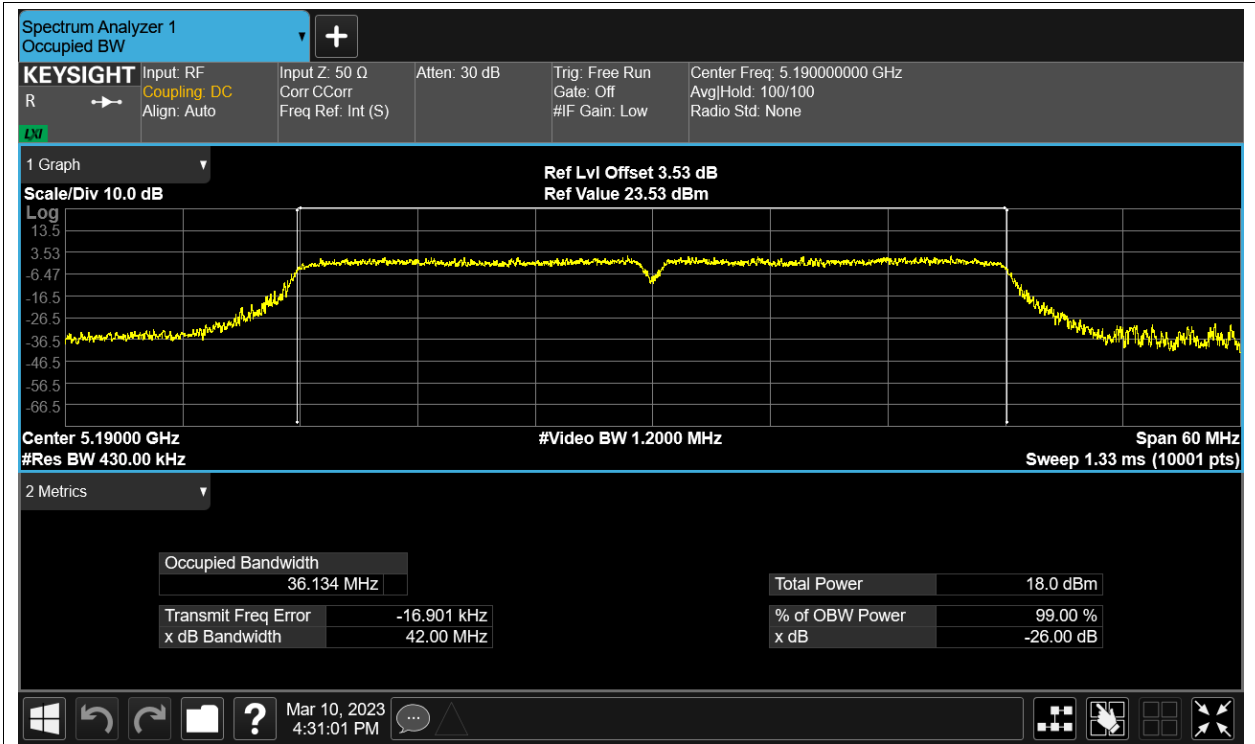 Spectrum Analyzer 1
Occupied BW
KEYSIGHT
R
LXI
Input: RF
Coupling: DC
Align: Auto
Input Z: 50 Ω
Corr CCorr
Freq Ref: Int (S)
Atten: 30 dB
Trig: Free Run
Gate: Off
#IF Gain: Low
Center Freq: 5.190000000 GHz
Avg|Hold: 100/100
Radio Std: None
1 Graph
Scale/Div 10.0 dB
Ref Lvl Offset 3.53 dB
Ref Value 23.53 dBm
Log
13.5
3.53
-6.47
-16.5
-26.5
-36.5
-46.5
-56.5
-66.5
Center 5.19000 GHz
#Video BW 1.2000 MHz
Span 60 MHz
#Res BW 430.00 kHz
Sweep 1.33 ms (10001 pts)
2 Metrics
Occupied Bandwidth
36.134 MHz
Total Power 18.0 dBm
Transmit Freq Error -16.901 kHz
% of OBW Power 99.00 %
x dB Bandwidth 42.00 MHz
x dB -26.00 dB
?
Mar 10, 2023
4:31:01 PM